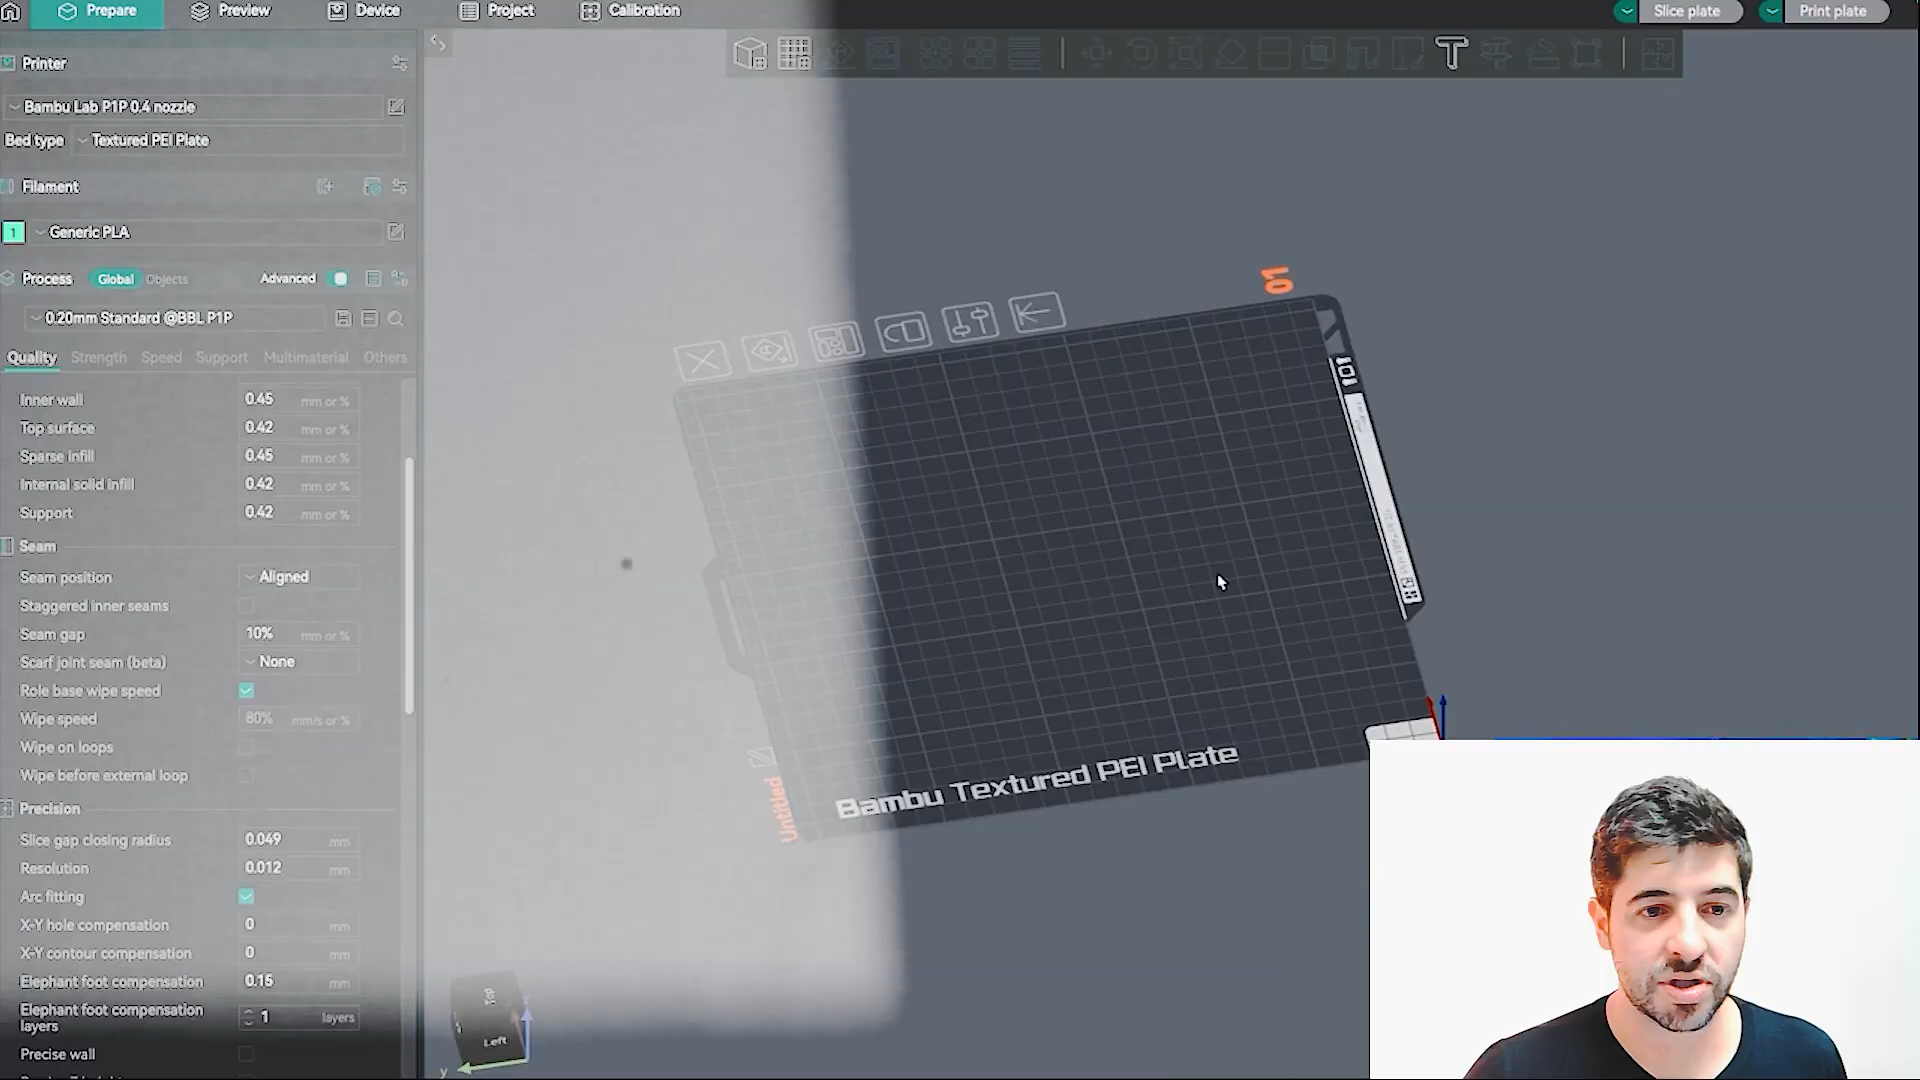 Prepare Preview Device Project Calibration Slice plate Print plate
Printer
Bambu Lab P1P 0.4 nozzle
Bed type Textured PEI Plate
Filament
1 Generic PLA
Process Global Objects Advanced
0.20mm Standard @BBL P1P
Quality Strength Speed Support Multimaterial Others
Inner wall 0.45 mm or %
Top surface 0.42 mm or %
Sparse infill 0.45 mm or %
Internal solid infill 0.42 mm or %
Support 0.42 mm or %
Seam
Seam position Aligned
Staggered inner seams
Seam gap 10% mm or %
Scarf joint seam (beta) None
Role base wipe speed
Wipe speed 80% mm/s or %
Wipe on loops
Wipe before external loop
Precision
Slice gap closing radius 0.049 mm
Resolution 0.012 mm
Arc fitting
X-Y hole compensation 0 mm
X-Y contour compensation 0 mm
Elephant foot compensation 0.15 mm
Elephant foot compensation
layers 1 layers
Precise wall
01
Untitled
Bambu Textured PEI Plate
Top
Left
y